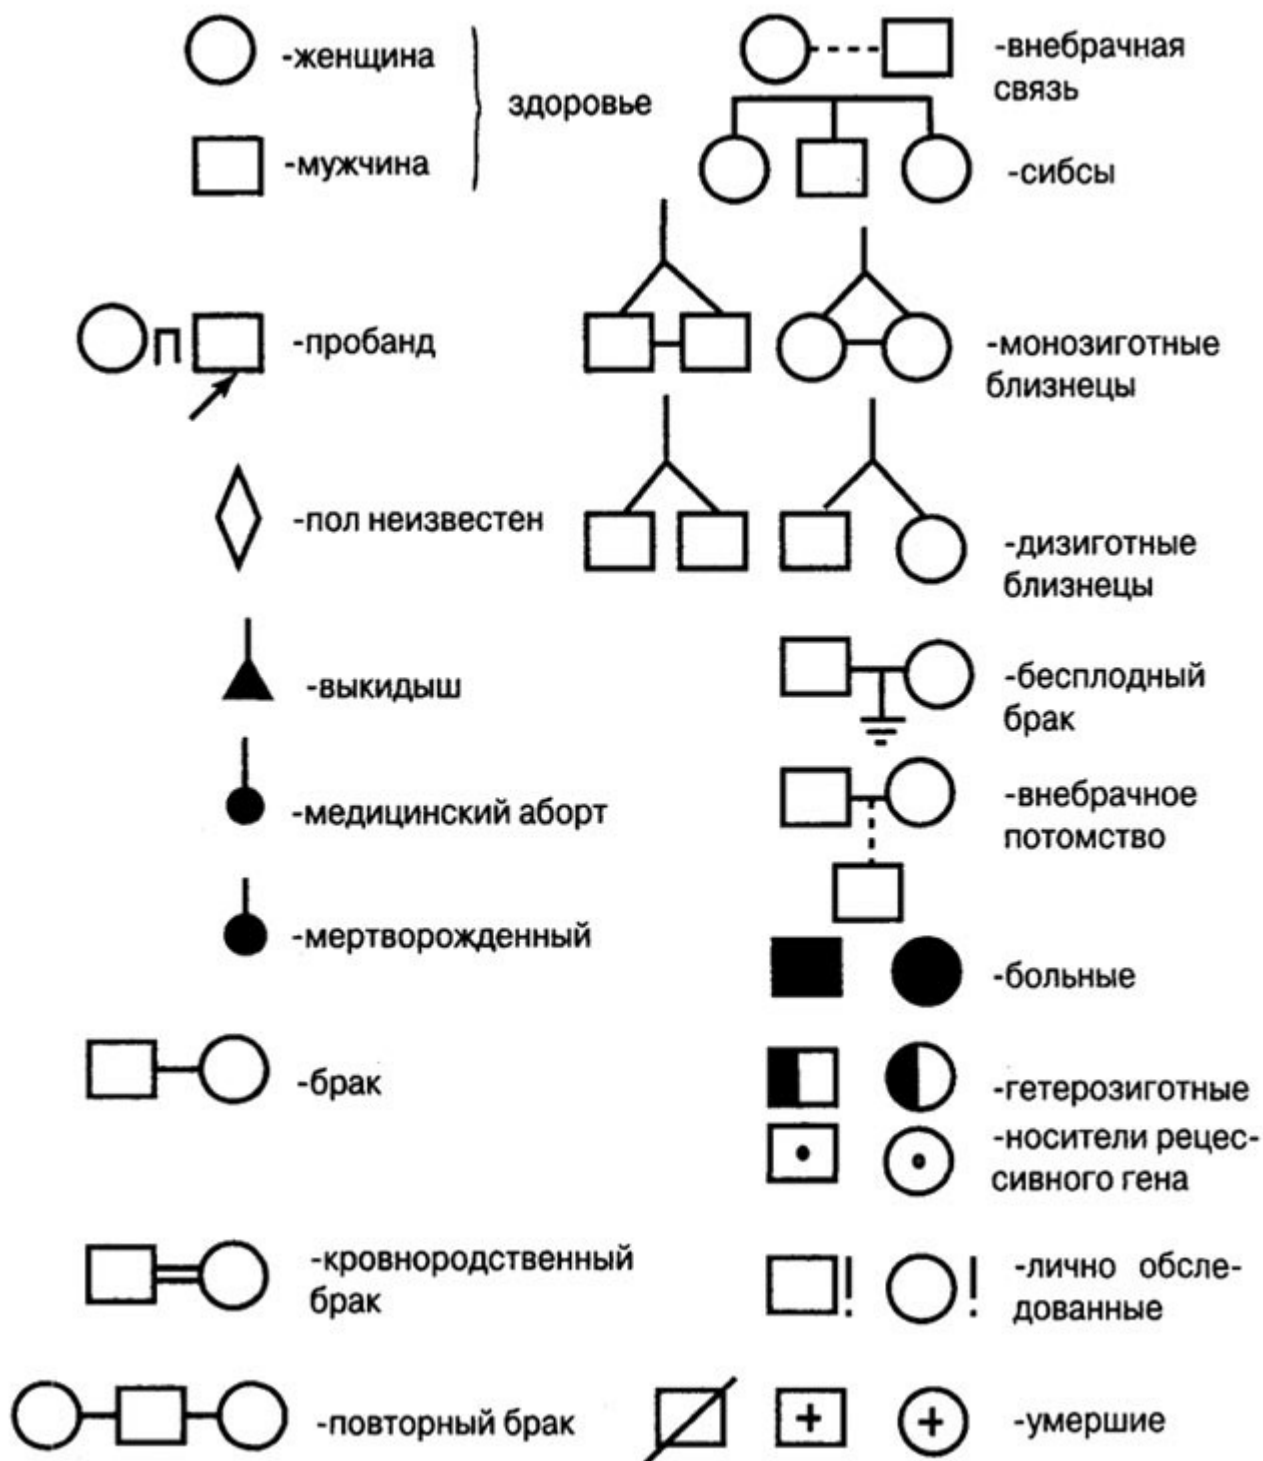 -женщина
здоровье
-мужчина
П
-пробанд
-пол неизвестен
-выкидыш
-медицинский аборт
-мертворожденный
-брак
-кровнородственный
брак
-повторный брак
-внебрачная
связь
-сибсы
-монозиготные
близнецы
-дизиготные
близнецы
-бесплодный
брак
-внебрачное
потомство
-больные
-гетерозиготные
-носители рецес-
сивного гена
! !
-лично обсле-
дованные
+ +
-умершие